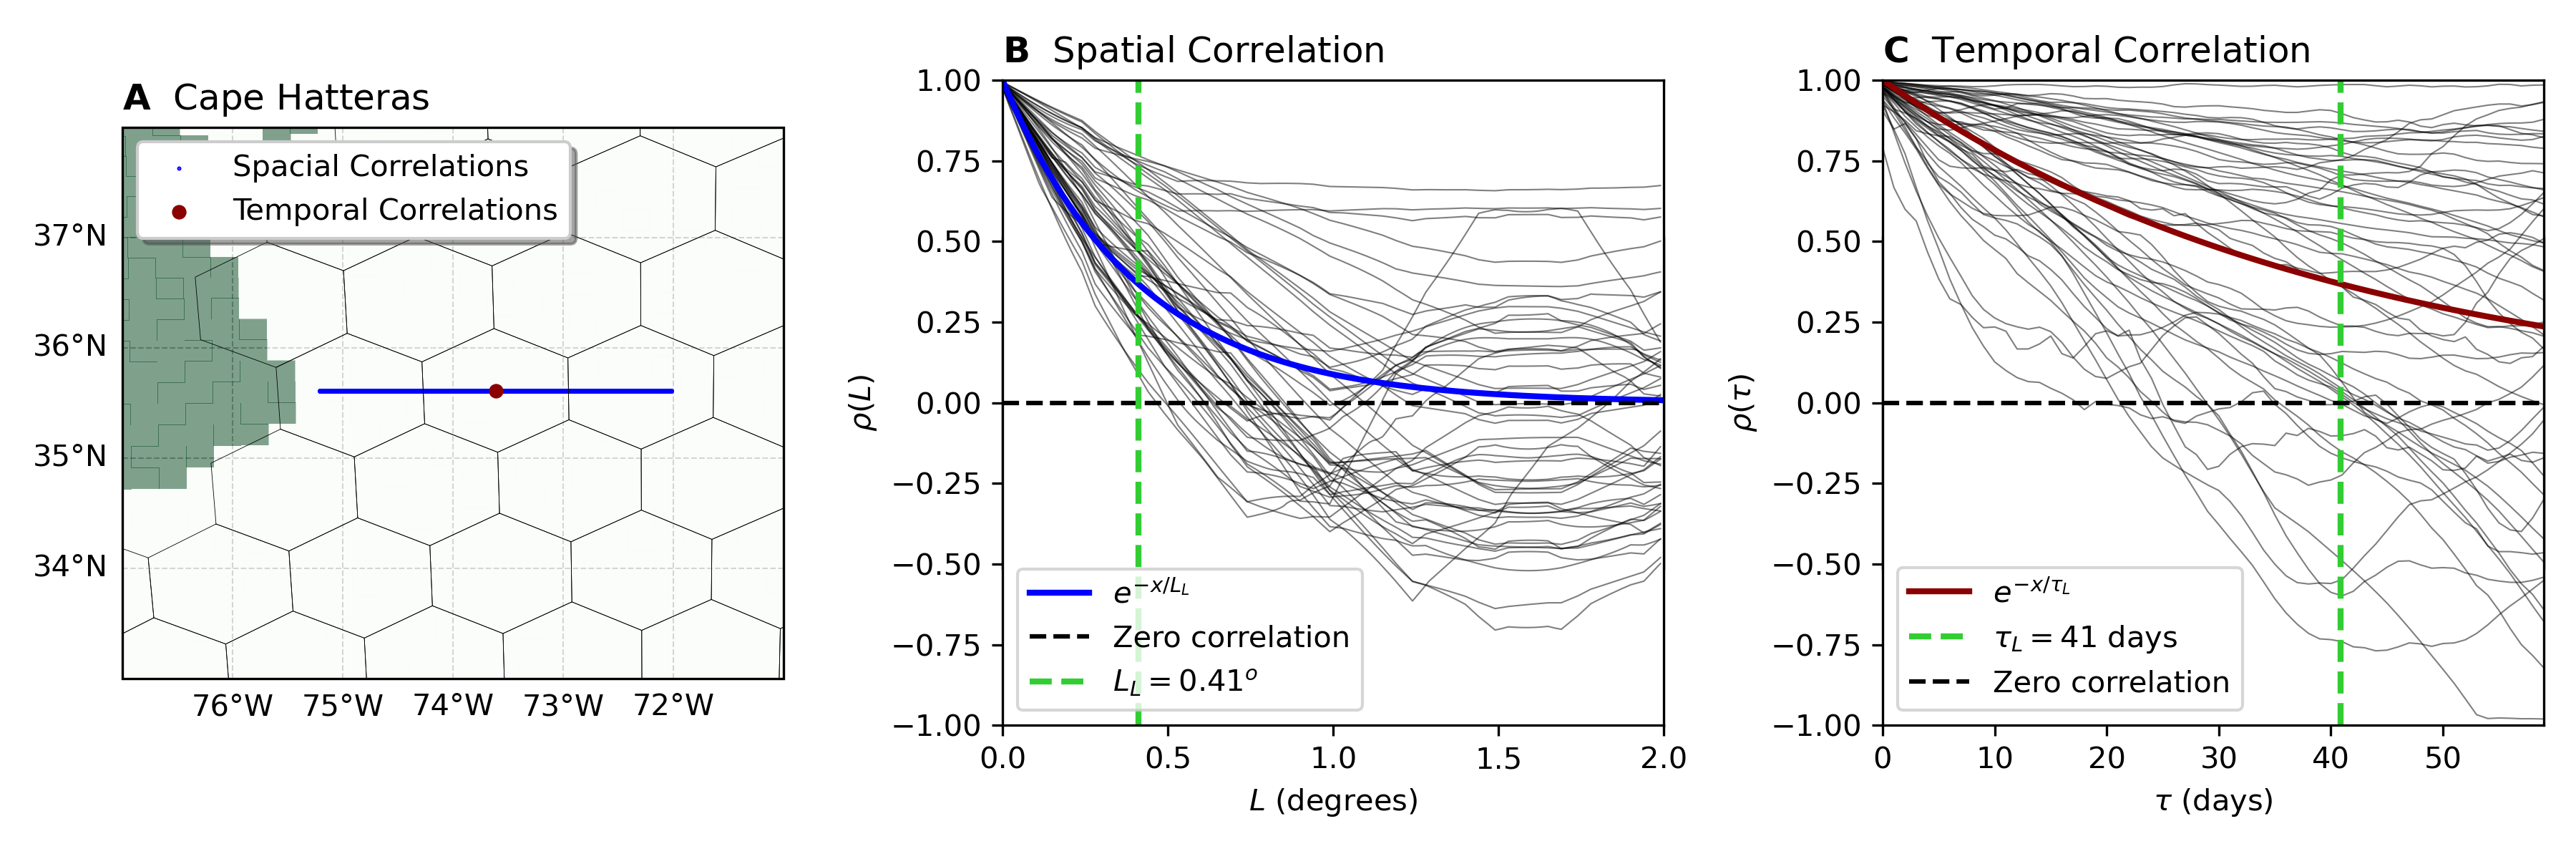 A Cape Hatteras
Spacial Correlations
Temporal Correlations
37°N
36°N
35°N
34°N
76°W 75°W 74°W 73°W 72°W
B Spatial Correlation
1.00
0.75
0.50
0.25
0.00
−0.25
−0.50
−0.75
−1.00
ρ(L)
e^{−x/L_L}
Zero correlation
L_L = 0.41^o
0.0 0.5 1.0 1.5 2.0
L (degrees)
C Temporal Correlation
1.00
0.75
0.50
0.25
0.00
−0.25
−0.50
−0.75
−1.00
ρ(τ)
e^{−x/τ_L}
τ_L = 41 days
Zero correlation
0 10 20 30 40 50
τ (days)